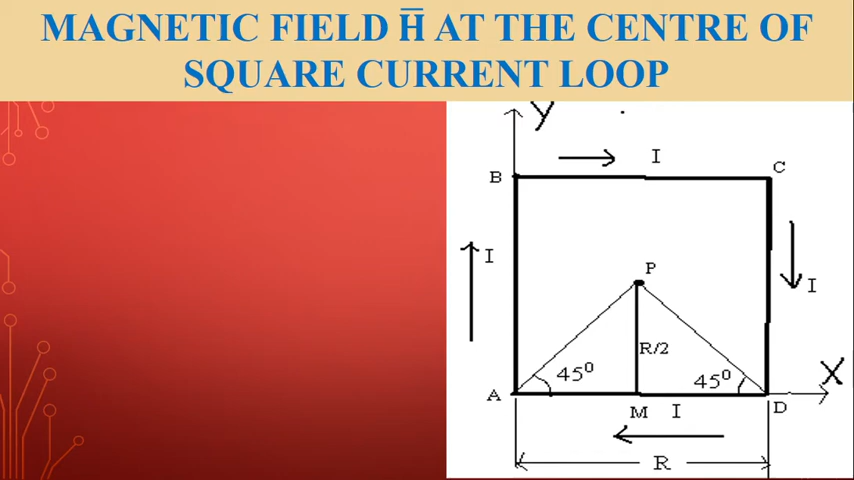 MAGNETIC FIELD H̅ AT THE CENTRE OF
SQUARE CURRENT LOOP
Y
I
B
C
I
P
I
R/2
45⁰
45⁰
X
A
M
I
D
R